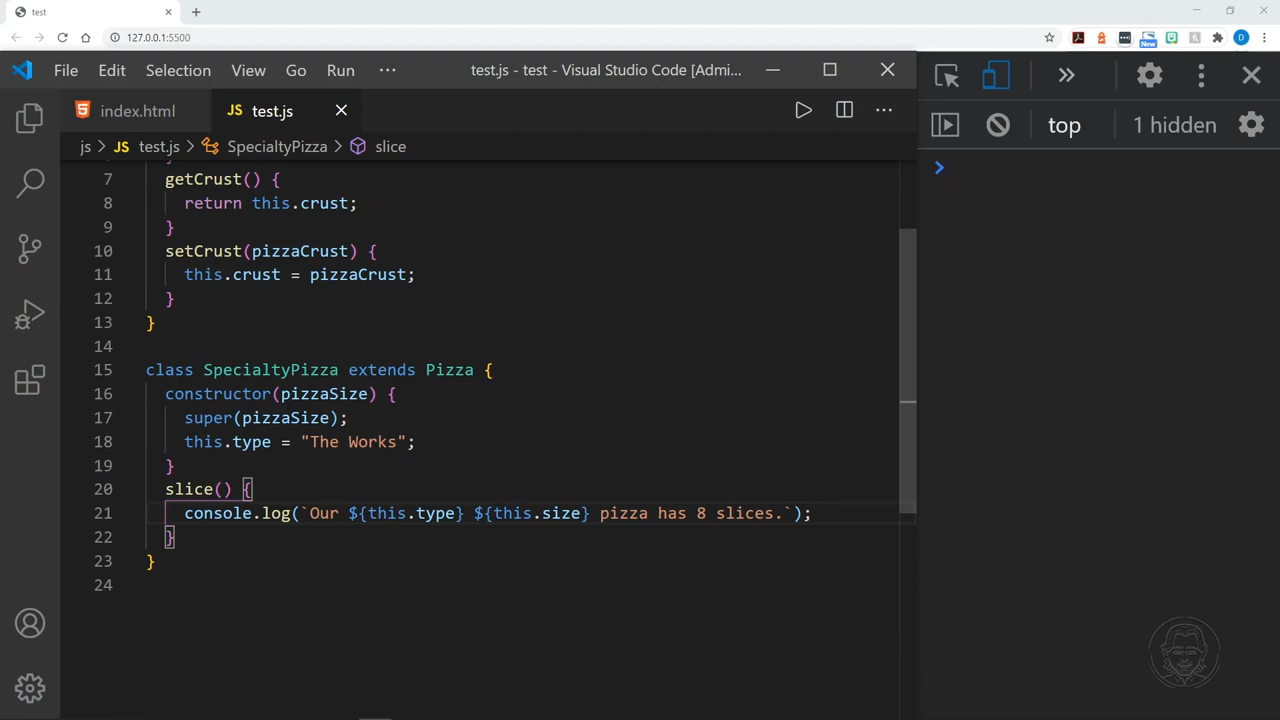 test
127.0.0.1:5500
New
D
File Edit Selection View Go Run ··· test.js - test - Visual Studio Code [Admi...
top
1 hidden
index.html
JS test.js
js > JS test.js > SpecialtyPizza > slice
7 getCrust() {
8 return this.crust;
9 }
10 setCrust(pizzaCrust) {
11 this.crust = pizzaCrust;
12 }
13 }
14
15 class SpecialtyPizza extends Pizza {
16 constructor(pizzaSize) {
17 super(pizzaSize);
18 this.type = "The Works";
19 }
20 slice() {
21 console.log(`Our ${this.type} ${this.size} pizza has 8 slices.`);
22 }
23 }
24